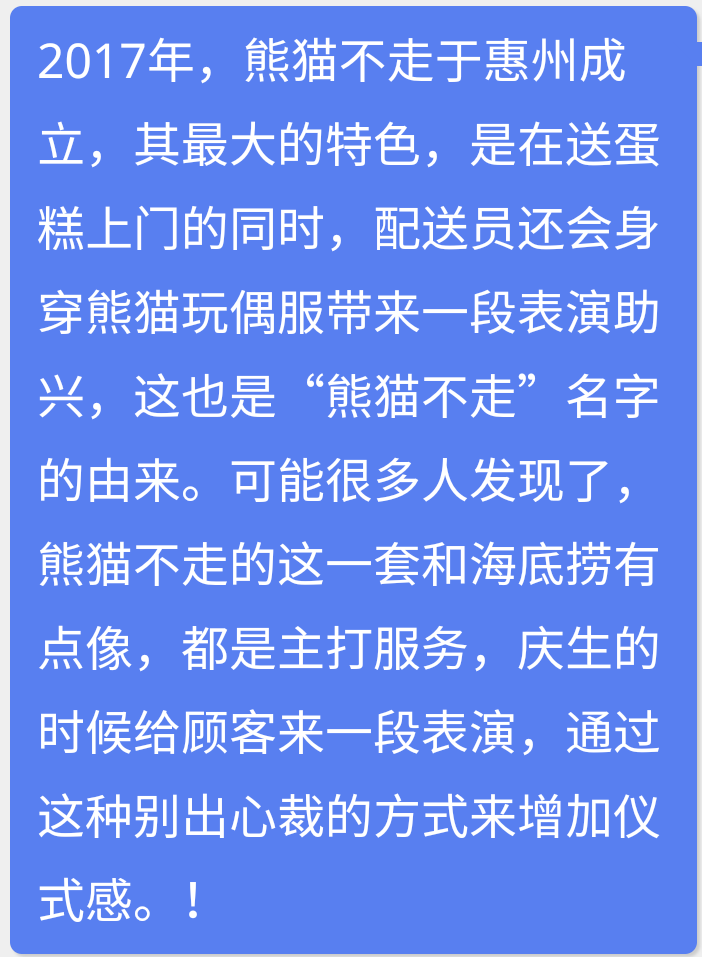 2017年，熊猫不走于惠州成
立，其最大的特色，是在送蛋
糕上门的同时，配送员还会身
穿熊猫玩偶服带来一段表演助
兴，这也是“熊猫不走”名字
的由来。可能很多人发现了，
熊猫不走的这一套和海底捞有
点像，都是主打服务，庆生的
时候给顾客来一段表演，通过
这种别出心裁的方式来增加仪
式感。！